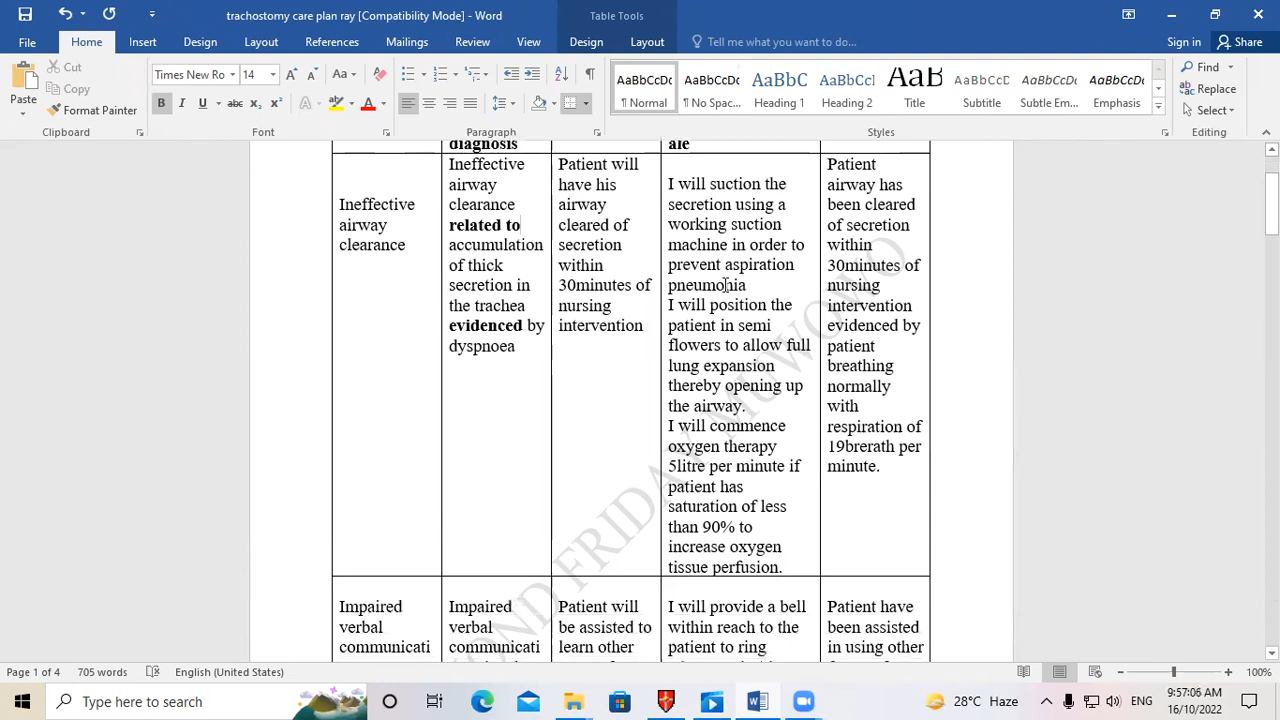 trachostomy care plan ray [Compatibility Mode] - Word
Table Tools
File
Home
Insert
Design
Layout
References
Mailings
Review
View
Help
Design
Layout
Tell me what you want to do...
Sign in
Share
Paste
Cut
Copy
Format Painter
Clipboard
Times New Ro
14
Aa
B I U abc X₂ X²
Font
Paragraph
AaBbCcDc
¶ Normal
AaBbCcDc
¶ No Spac...
AaBbC
Heading 1
AaBbCcl
Heading 2
AaB
Title
AaBbCcD
Subtitle
AaBbCcDc
Subtle Em...
AaBbCcDc
Emphasis
Styles
Find
Replace
Select
Editing
diagnosis
ale
Ineffective
airway
clearance
Ineffective
airway
clearance
related to
accumulation
of thick
secretion in
the trachea
evidenced by
dyspnoea
Patient will
have his
airway
cleared of
secretion
within
30minutes of
nursing
intervention
I will suction the
secretion using a
working suction
machine in order to
prevent aspiration
pneumonia
I will position the
patient in semi
flowers to allow full
lung expansion
thereby opening up
the airway.
I will commence
oxygen therapy
5litre per minute if
patient has
saturation of less
than 90% to
increase oxygen
tissue perfusion.
Patient
airway has
been cleared
of secretion
within
30minutes of
nursing
intervention
evidenced by
patient
breathing
normally
with
respiration of
19brerath per
minute.
Impaired
verbal
communicati
Impaired
verbal
communicati
Patient will
be assisted to
learn other
I will provide a bell
within reach to the
patient to ring
Patient have
been assisted
in using other
OND FRIDAY MUWOWO
Page 1 of 4
705 words
English (United States)
100%
Type here to search
28°C Haze
ENG
9:57:06 AM
16/10/2022